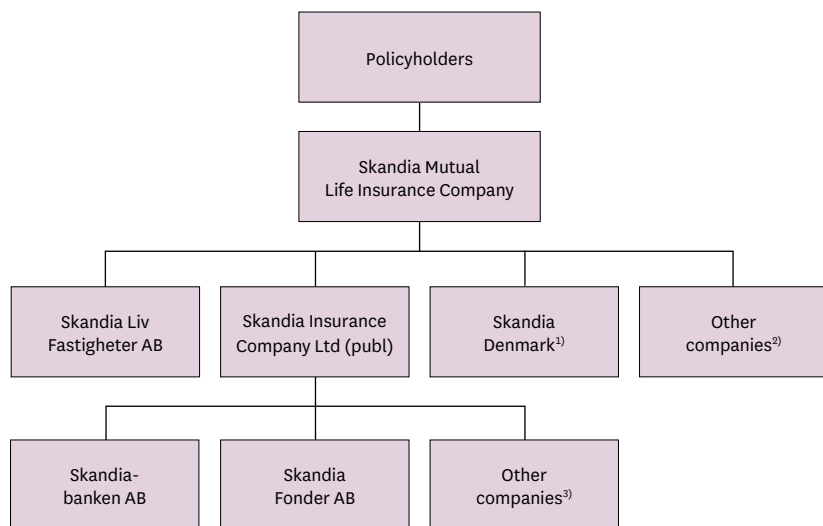 Policyholders
Skandia Mutual
Life Insurance Company
Skandia Liv
Fastigheter AB
Skandia Insurance
Company Ltd (publ)
Skandia
Denmark1)
Other
companies2)
Skandia-
banken AB
Skandia
Fonder AB
Other
companies3)